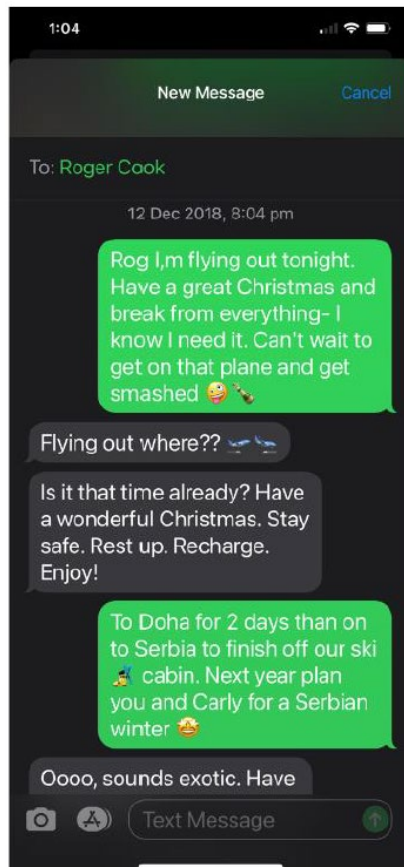 1:04
New Message
Cancel
To: Roger Cook
12 Dec 2018, 8:04 pm
Rog I,m flying out tonight.
Have a great Christmas and
break from everything- I
know I need it. Can't wait to
get on that plane and get
smashed 🤪🍾
Flying out where?? 🛫🛬
Is it that time already? Have
a wonderful Christmas. Stay
safe. Rest up. Recharge.
Enjoy!
To Doha for 2 days than on
to Serbia to finish off our ski
⛷ cabin. Next year plan
you and Carly for a Serbian
winter 🤩
Oooo, sounds exotic. Have
Text Message